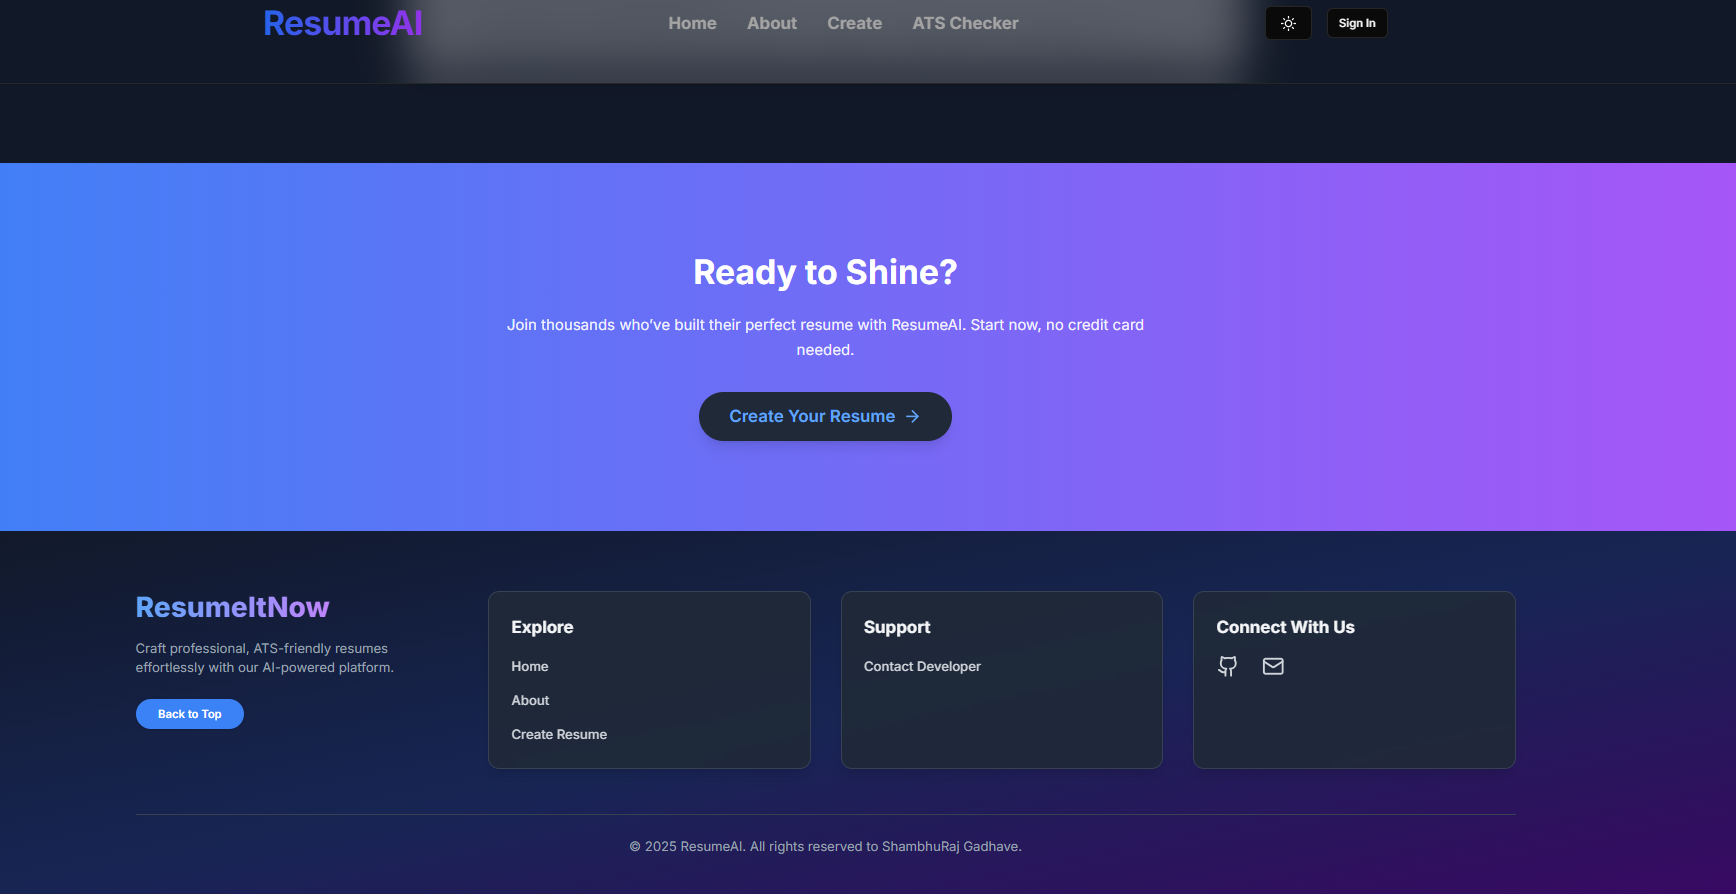 ResumeAI
Home About Create ATS Checker
Sign In
Ready to Shine?
Join thousands who've built their perfect resume with ResumeAI. Start now, no credit card
needed.
Create Your Resume
ResumeItNow
Craft professional, ATS-friendly resumes
effortlessly with our AI-powered platform.
Back to Top
Explore
Home
About
Create Resume
Support
Contact Developer
Connect With Us
© 2025 ResumeAI. All rights reserved to ShambhuRaj Gadhave.